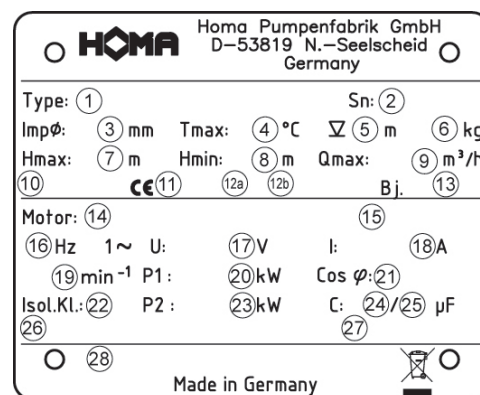 HOMA Homa Pumpenfabrik GmbH
D-53819 N.-Seelscheid
Germany
Type: 1 Sn: 2
ImpØ: 3 mm Tmax: 4 °C ∇ 5 m 6 kg
Hmax: 7 m Hmin: 8 m Qmax: 9 m³/h
10 CE 11 12a 12b Bj. 13
Motor: 14 15
16 Hz 1~ U: 17 V I: 18 A
19 min⁻¹ P1: 20 kW Cos φ: 21
Isol.Kl.: 22 P2: 23 kW C: 24/25 µF
26 27
28
Made in Germany